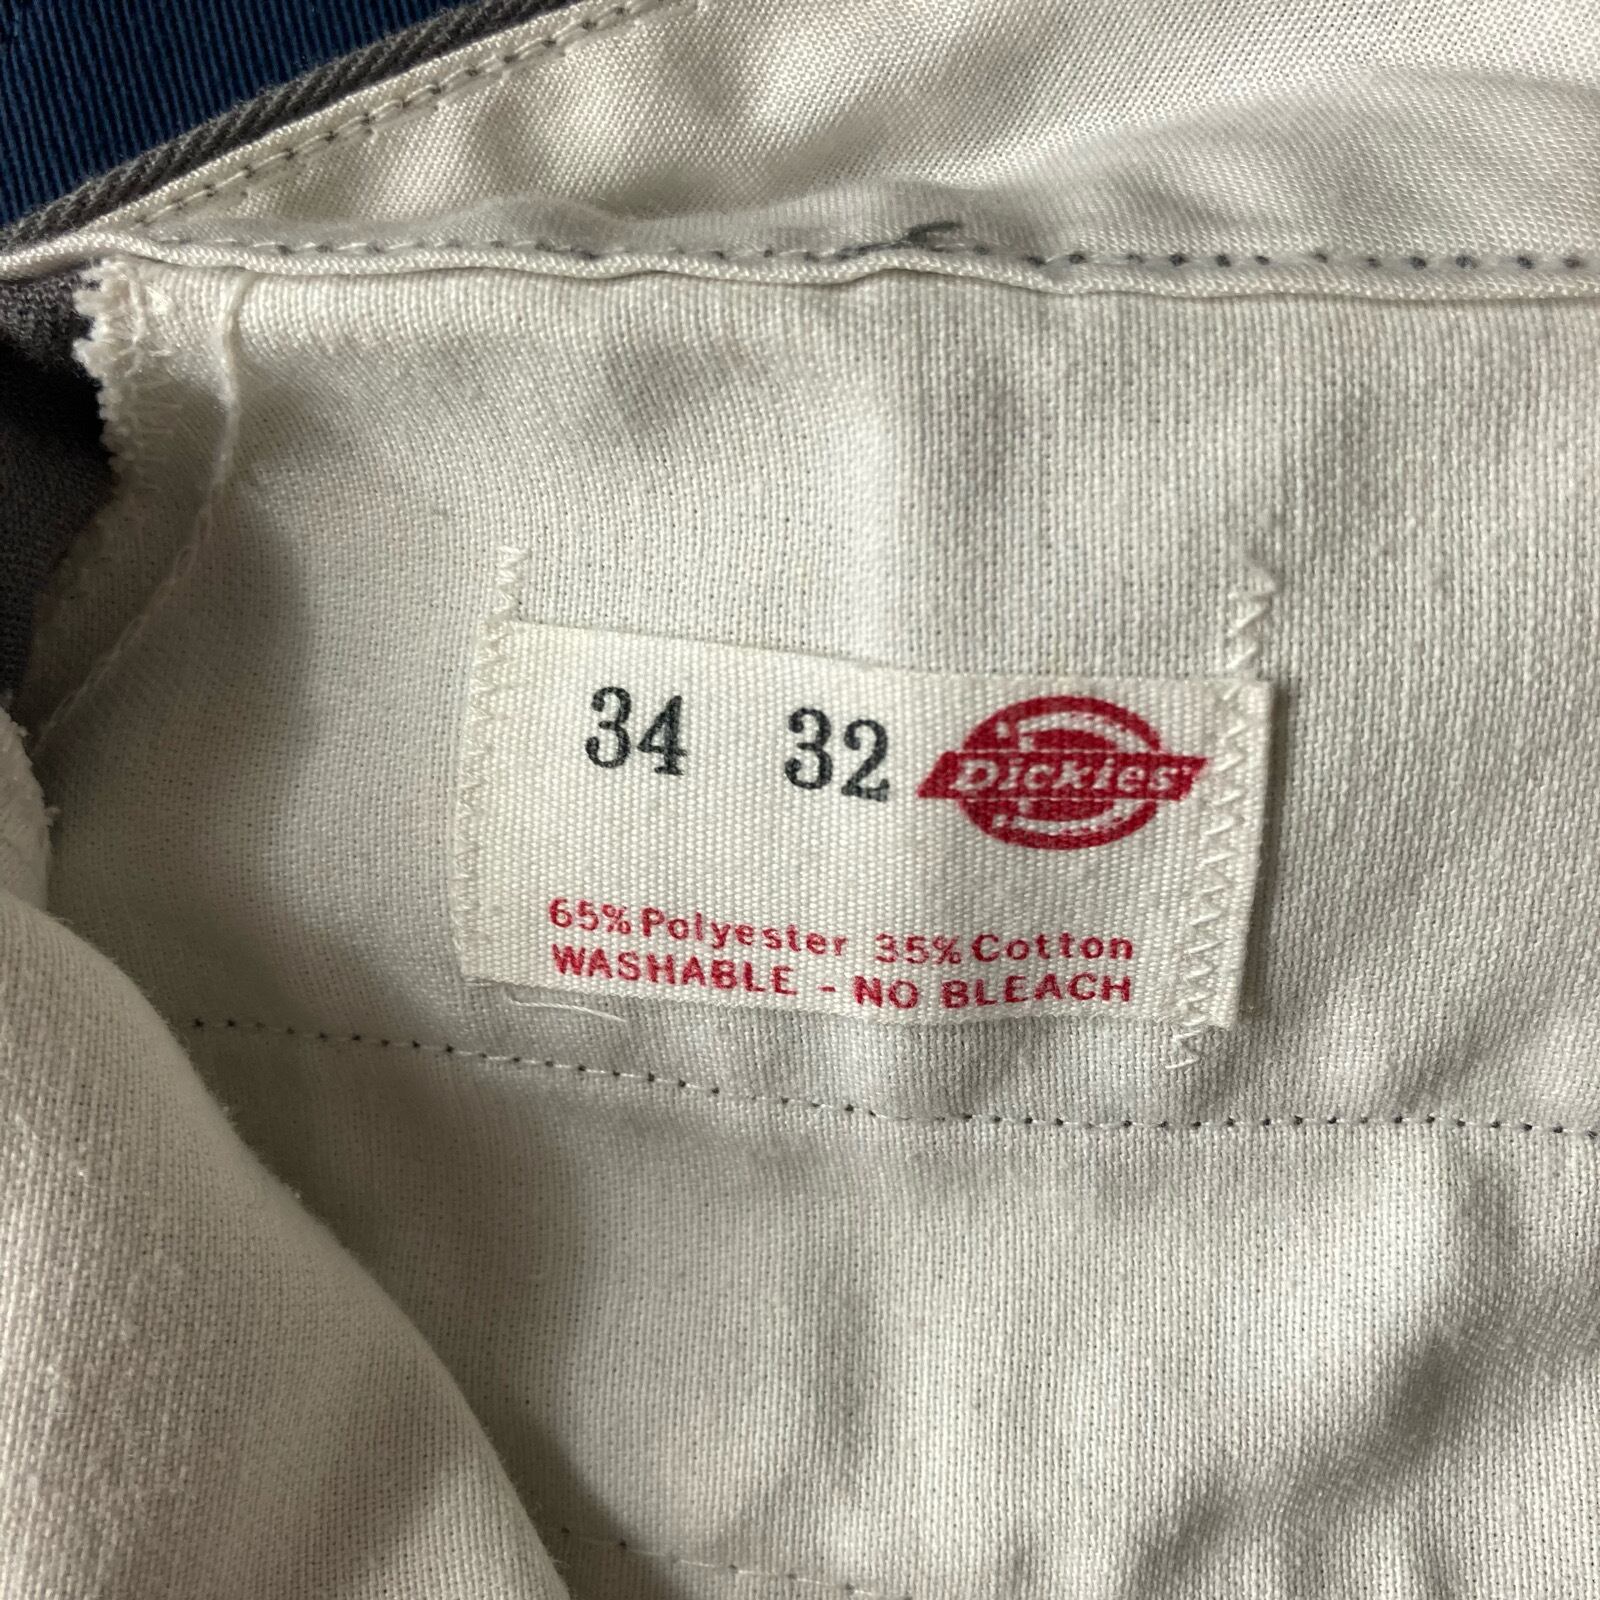 34 32 Dickies
65% Polyester 35% Cotton
WASHABLE - NO BLEACH